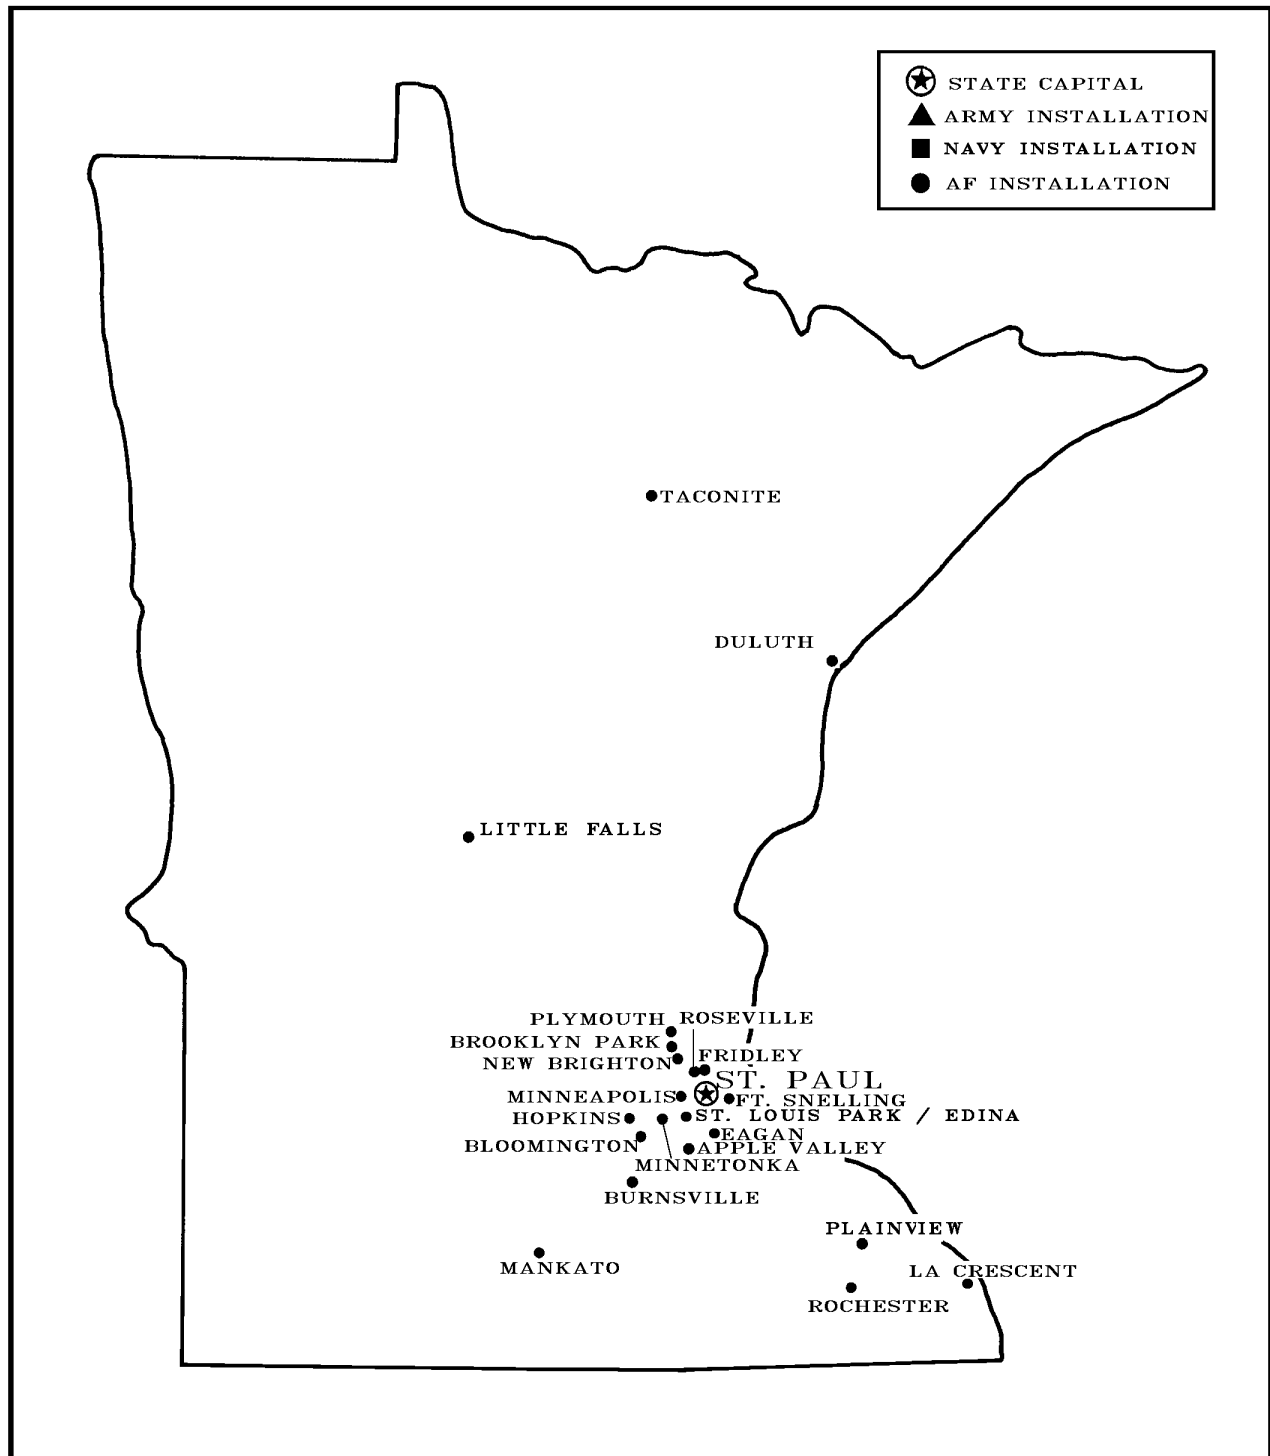 STATE CAPITAL
ARMY INSTALLATION
NAVY INSTALLATION
AF INSTALLATION
TACONITE
DULUTH
LITTLE FALLS
PLYMOUTH
ROSEVILLE
BROOKLYN PARK
NEW BRIGHTON
FRIDLEY
ST. PAUL
MINNEAPOLIS
FT. SNELLING
HOPKINS
ST. LOUIS PARK / EDINA
EAGAN
BLOOMINGTON
APPLE VALLEY
MINNETONKA
BURNSVILLE
PLAINVIEW
MANKATO
LA CRESCENT
ROCHESTER